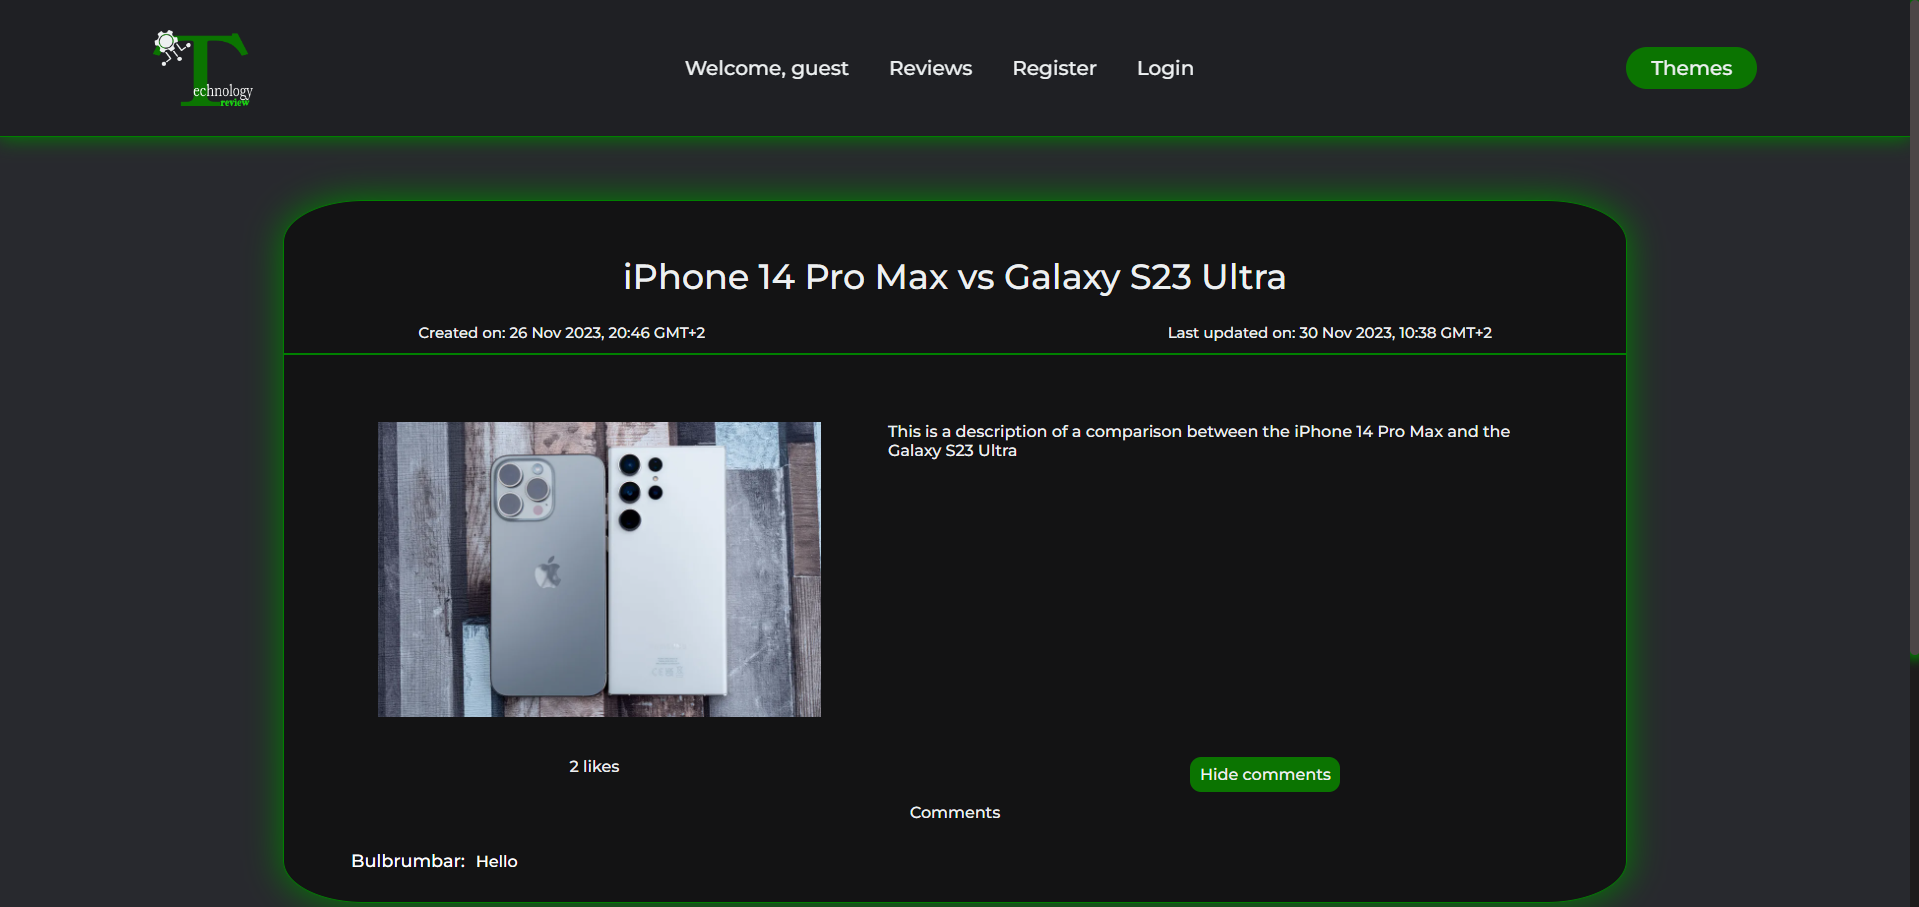 Technology
review
Welcome, guest
Reviews
Register
Login
Themes
iPhone 14 Pro Max vs Galaxy S23 Ultra
Created on: 26 Nov 2023, 20:46 GMT+2
Last updated on: 30 Nov 2023, 10:38 GMT+2
This is a description of a comparison between the iPhone 14 Pro Max and the
Galaxy S23 Ultra
2 likes
Hide comments
Comments
Bulbrumbar: Hello